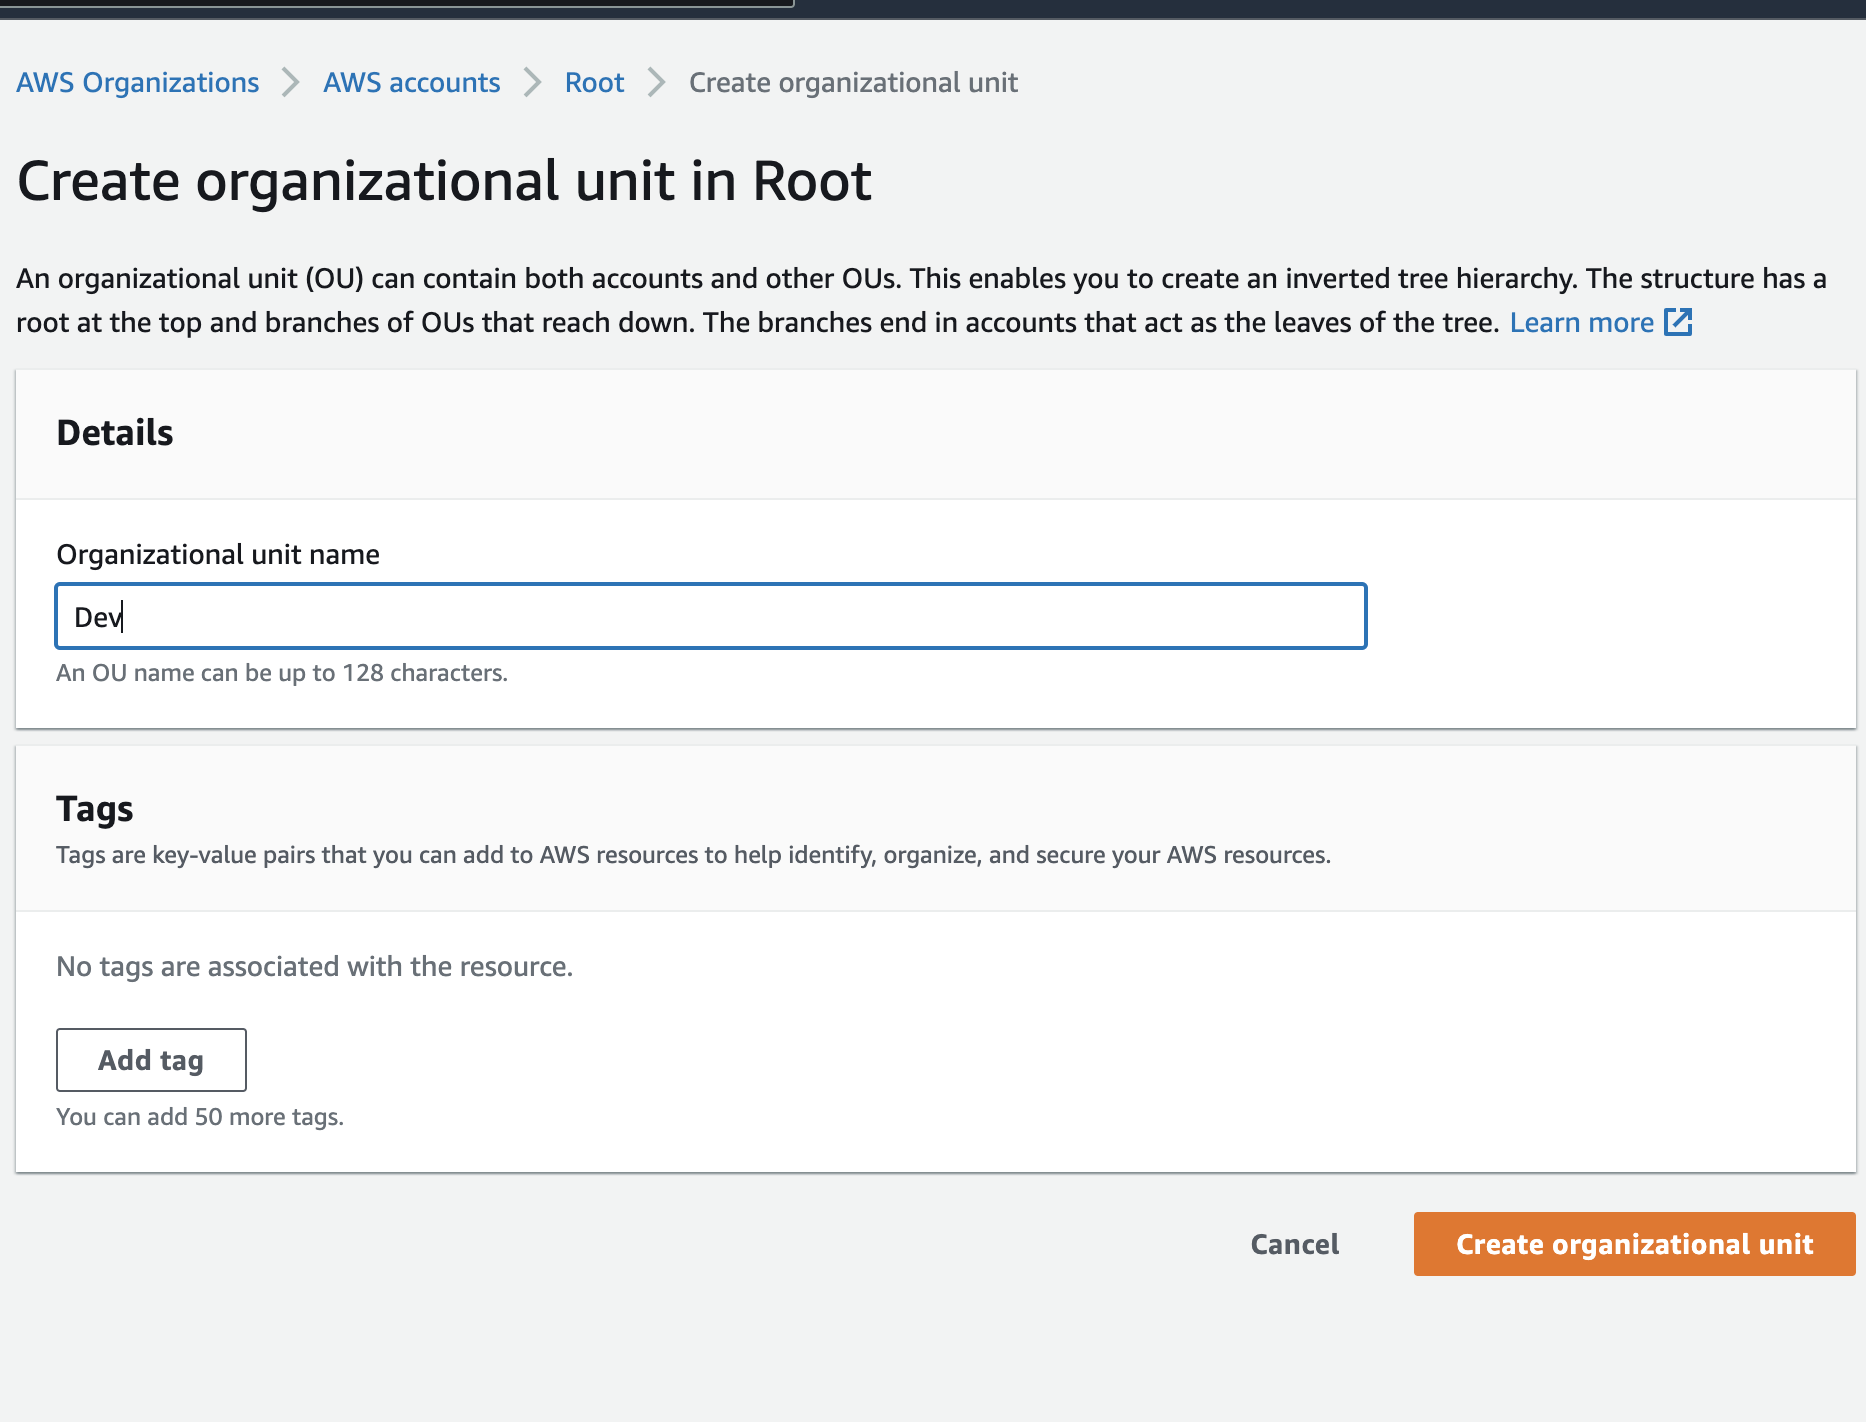 AWS Organizations > AWS accounts > Root > Create organizational unit
Create organizational unit in Root
An organizational unit (OU) can contain both accounts and other OUs. This enables you to create an inverted tree hierarchy. The structure has a
root at the top and branches of OUs that reach down. The branches end in accounts that act as the leaves of the tree. Learn more
Details
Organizational unit name
Dev
An OU name can be up to 128 characters.
Tags
Tags are key-value pairs that you can add to AWS resources to help identify, organize, and secure your AWS resources.
No tags are associated with the resource.
Add tag
You can add 50 more tags.
Cancel
Create organizational unit